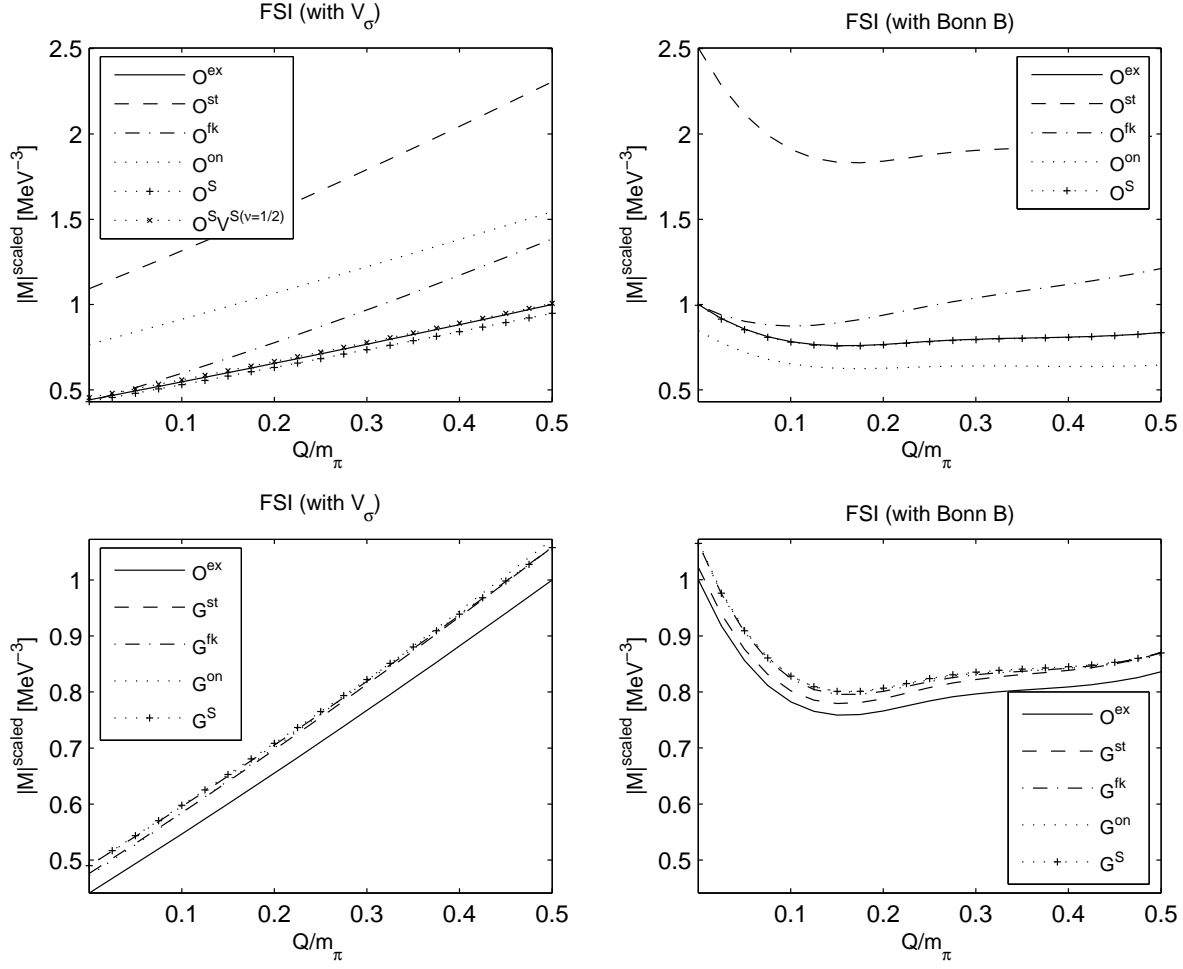 FSI (with Vσ)
|M|^scaled [MeV^−3]
2.5
2
1.5
1
0.5
O^ex
O^st
O^fk
O^on
O^S
O^S V^S(ν=1/2)
0.1 0.2 0.3 0.4 0.5
Q/m_π
FSI (with Bonn B)
|M|^scaled [MeV^−3]
2.5
2
1.5
1
0.5
O^ex
O^st
O^fk
O^on
O^S
0.1 0.2 0.3 0.4 0.5
Q/m_π
FSI (with Vσ)
|M|^scaled [MeV^−3]
1
0.9
0.8
0.7
0.6
0.5
O^ex
G^st
G^fk
G^on
G^S
0.1 0.2 0.3 0.4 0.5
Q/m_π
FSI (with Bonn B)
|M|^scaled [MeV^−3]
1
0.9
0.8
0.7
0.6
0.5
O^ex
G^st
G^fk
G^on
G^S
0.1 0.2 0.3 0.4 0.5
Q/m_π